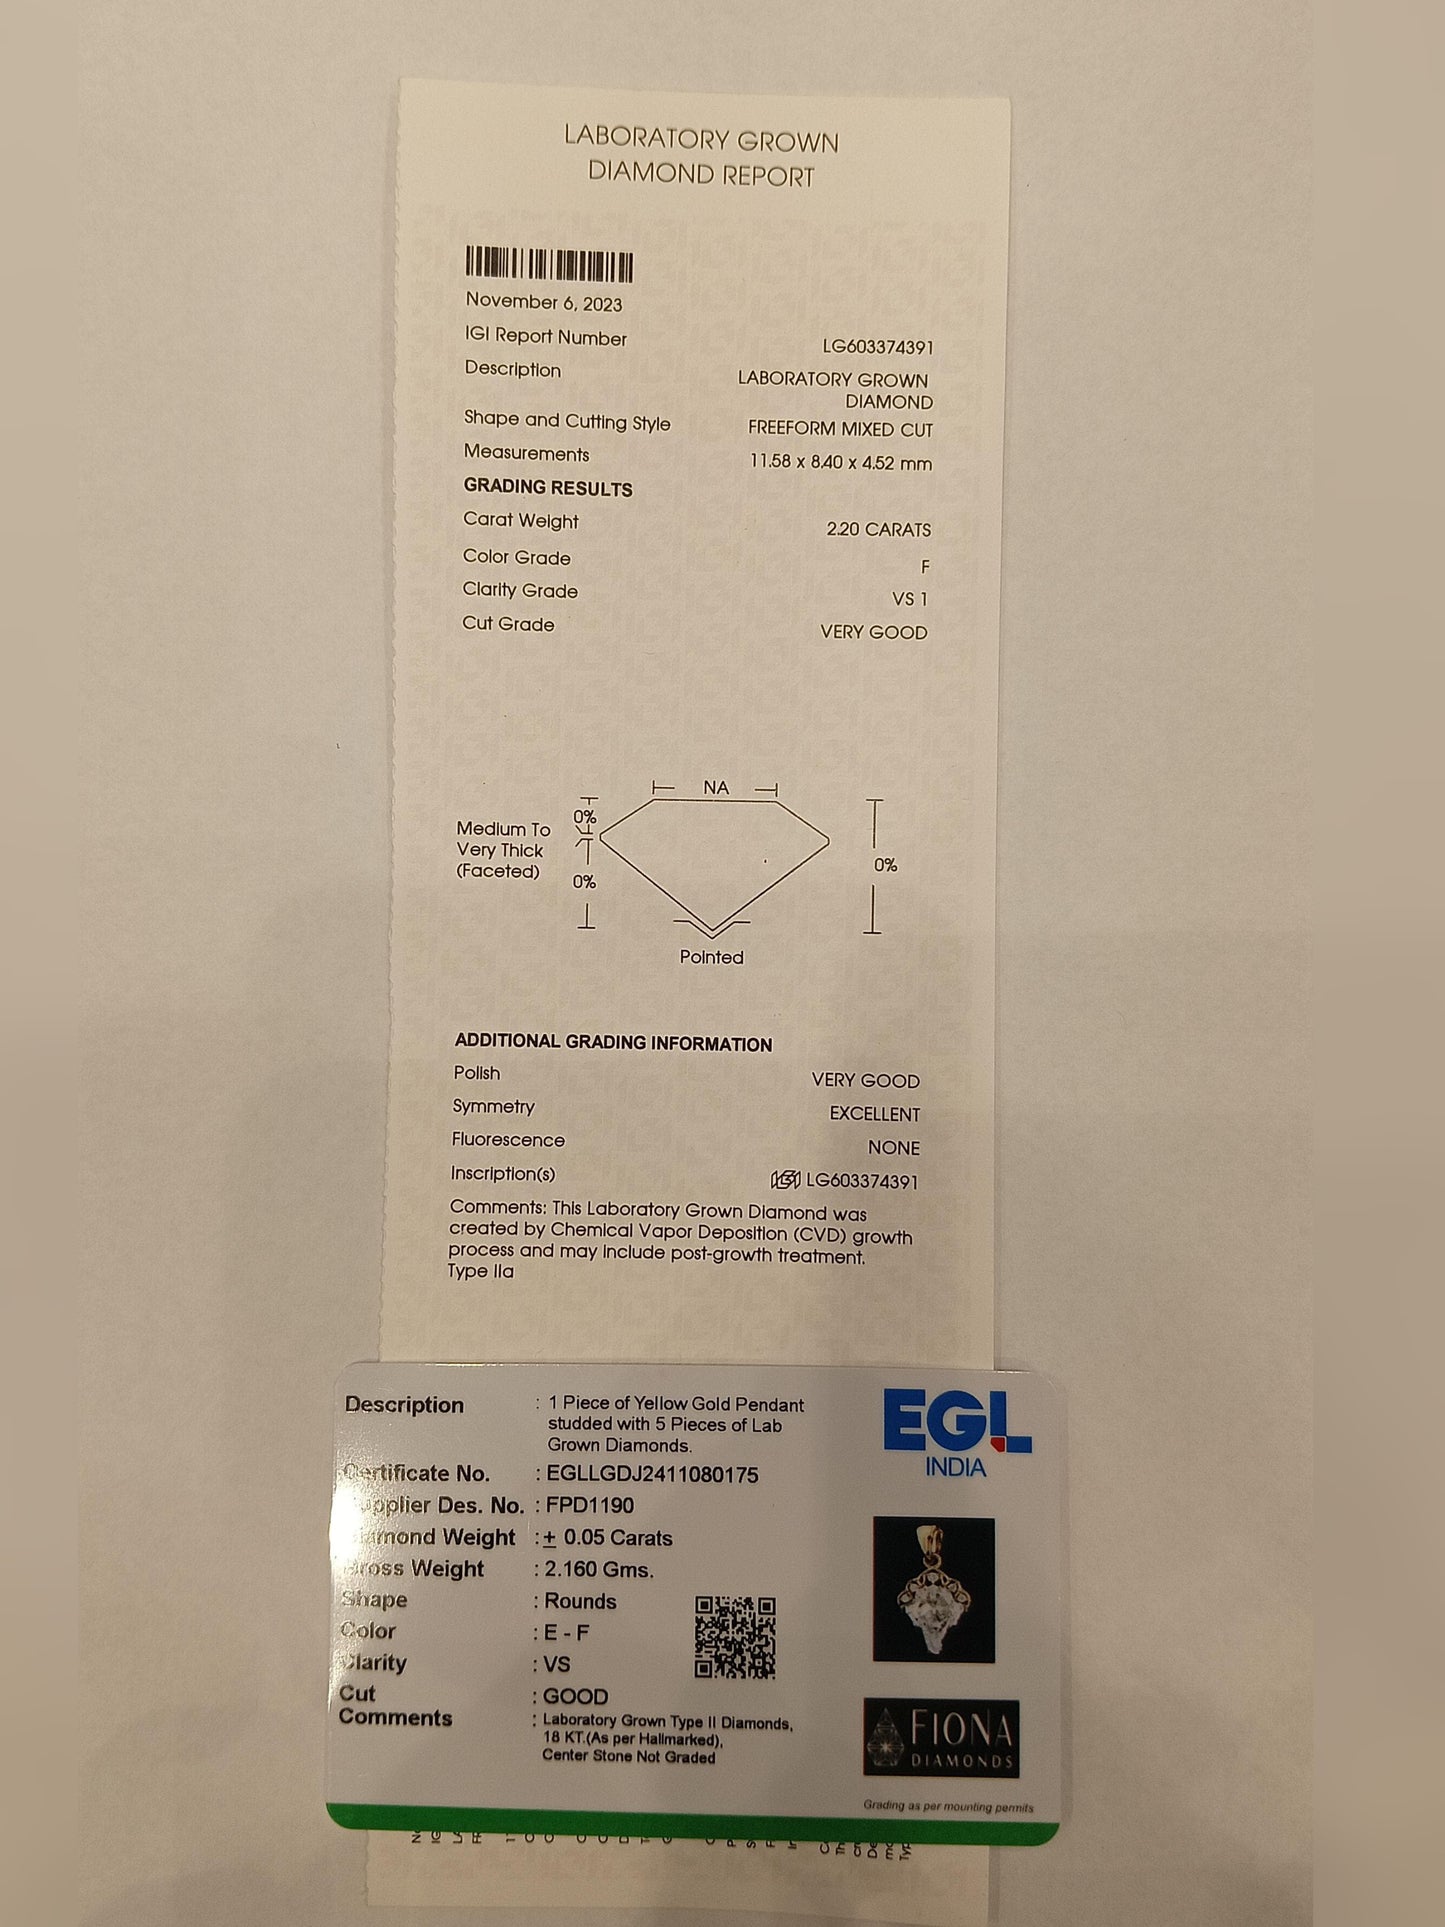 LABORATORY GROWN
DIAMOND REPORT
November 6, 2023
IGI Report Number LG603374391
Description LABORATORY GROWN
DIAMOND
Shape and Cutting Style FREEFORM MIXED CUT
Measurements 11.58 x 8.40 x 4.52 mm
GRADING RESULTS
Carat Weight 2.20 CARATS
Color Grade F
Clarity Grade VS 1
Cut Grade VERY GOOD
NA
0%
Medium To
Very Thick
(Faceted)
0%
0%
Pointed
ADDITIONAL GRADING INFORMATION
Polish VERY GOOD
Symmetry EXCELLENT
Fluorescence NONE
Inscription(s) IGI LG603374391
Comments: This Laboratory Grown Diamond was
created by Chemical Vapor Deposition (CVD) growth
process and may include post-growth treatment.
Type IIa
Description : 1 Piece of Yellow Gold Pendant
studded with 5 Pieces of Lab
Grown Diamonds.
Certificate No. : EGLLGDJ2411080175
Supplier Des. No. : FPD1190
Diamond Weight : ± 0.05 Carats
Gross Weight : 2.160 Gms.
Shape : Rounds
Color : E - F
Clarity : VS
Cut : GOOD
Comments : Laboratory Grown Type II Diamonds,
18 KT.(As per Hallmarked),
Center Stone Not Graded
EGL
INDIA
FIONA
DIAMONDS
Grading as per mounting permits